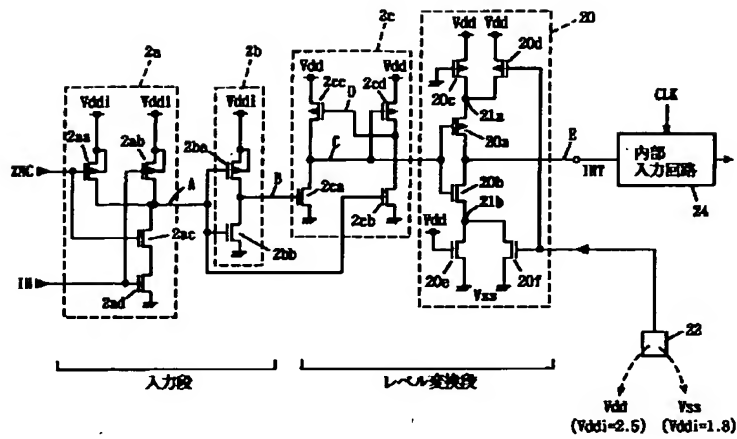 2a
2b
2c
20
Vddi
Vddi
Vddi
Vdd
Vdd
Vdd
Vdd
2aa
2ab
2ba
2cc
2cd
D
20c
20d
21a
20a
CLK
ZMC
A
B
C
E
INT
内部
入力回路
24
2ac
2bb
2ca
2cb
20b
21b
Vdd
IN
2ad
20e
20f
Vss
22
入力段
レベル変換段
Vdd
(Vddi=2.5)
Vss
(Vddi=1.8)